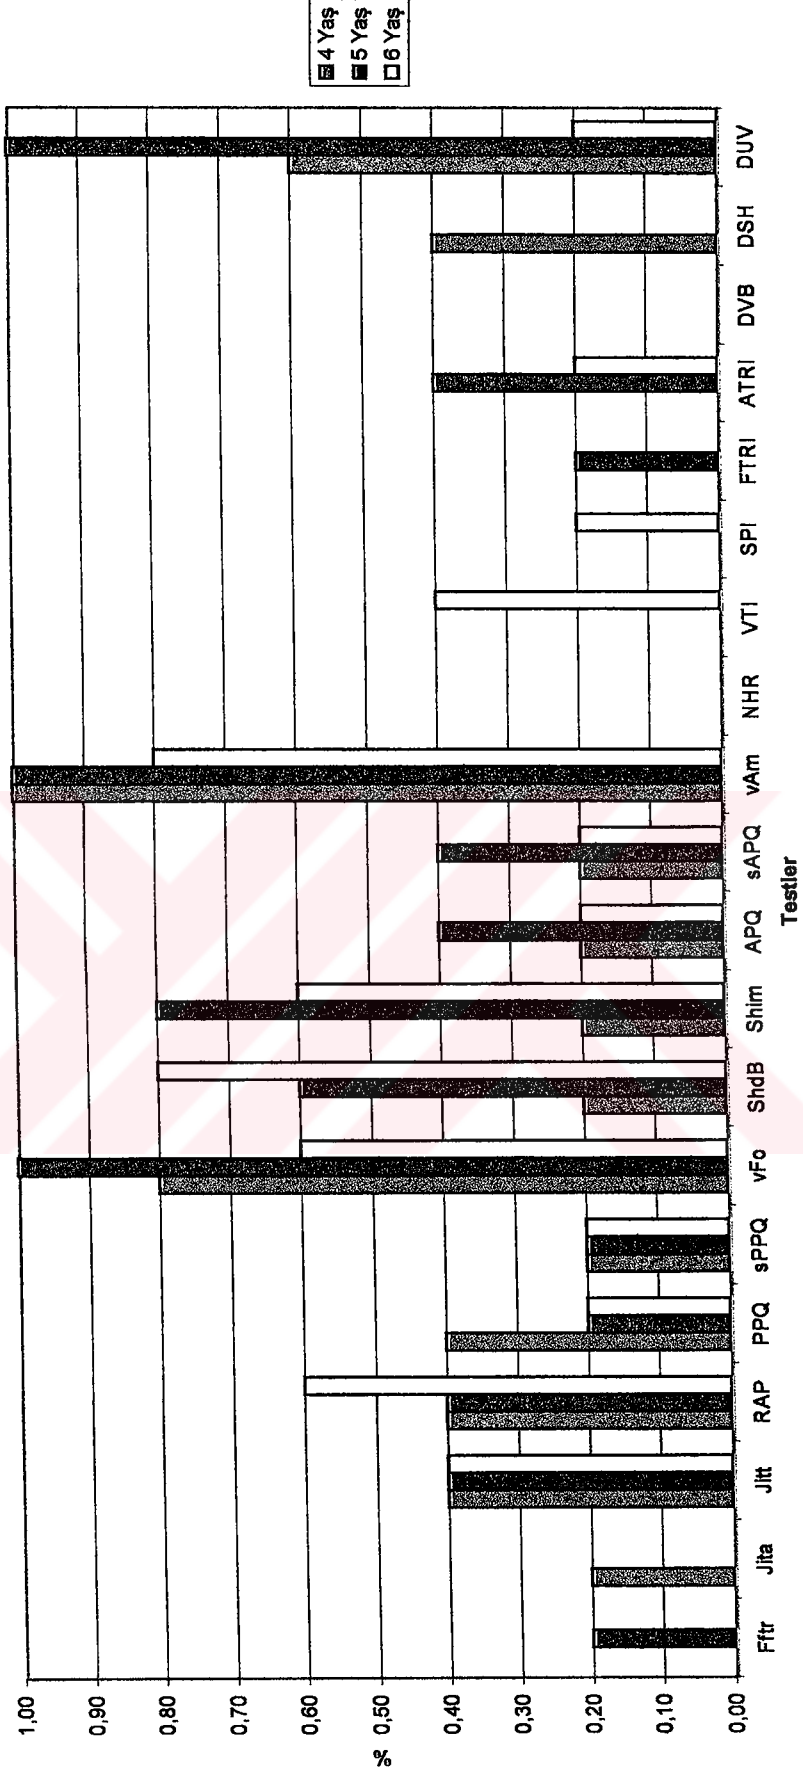 4 Yaş
5 Yaş
6 Yaş
%
1,00
0,90
0,80
0,70
0,60
0,50
0,40
0,30
0,20
0,10
0,00
Fftr
Jita
Jitt
RAP
PPQ
sPPQ
vFo
ShdB
Shim
APQ
sAPQ
vAm
NHR
VTI
SPI
FTRI
ATRI
DVB
DSH
DUV
Testler